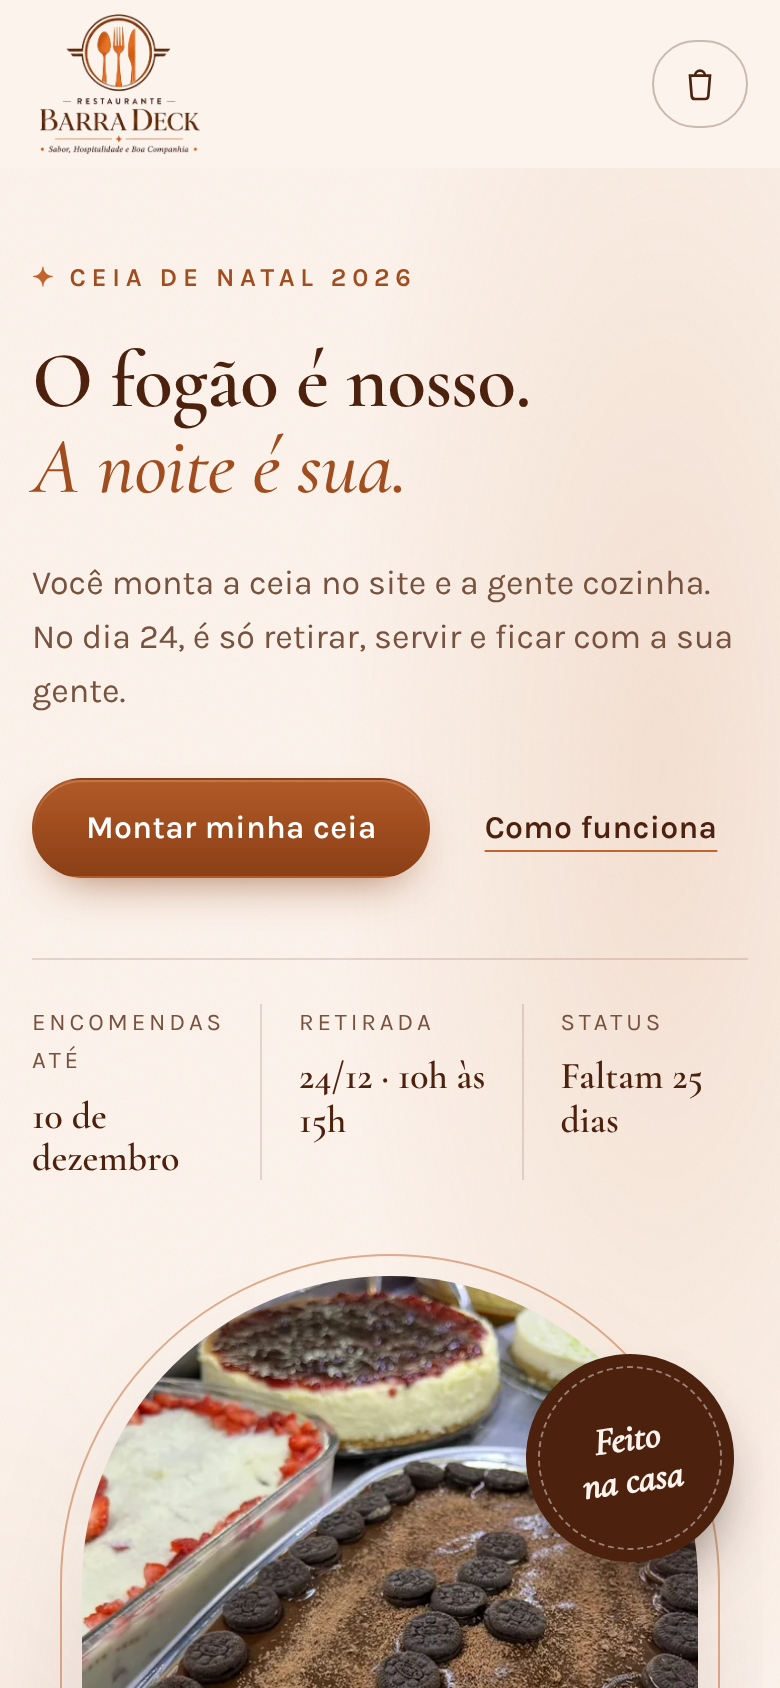 RESTAURANTE
BARRA DECK
Sabor, Hospitalidade e Boa Companhia
CEIA DE NATAL 2026
O fogão é nosso.
A noite é sua.
Você monta a ceia no site e a gente cozinha.
No dia 24, é só retirar, servir e ficar com a sua
gente.
Montar minha ceia
Como funciona
ENCOMENDAS
ATÉ
10 de
dezembro
RETIRADA
24/12 · 10h às
15h
STATUS
Faltam 25
dias
Feito
na casa